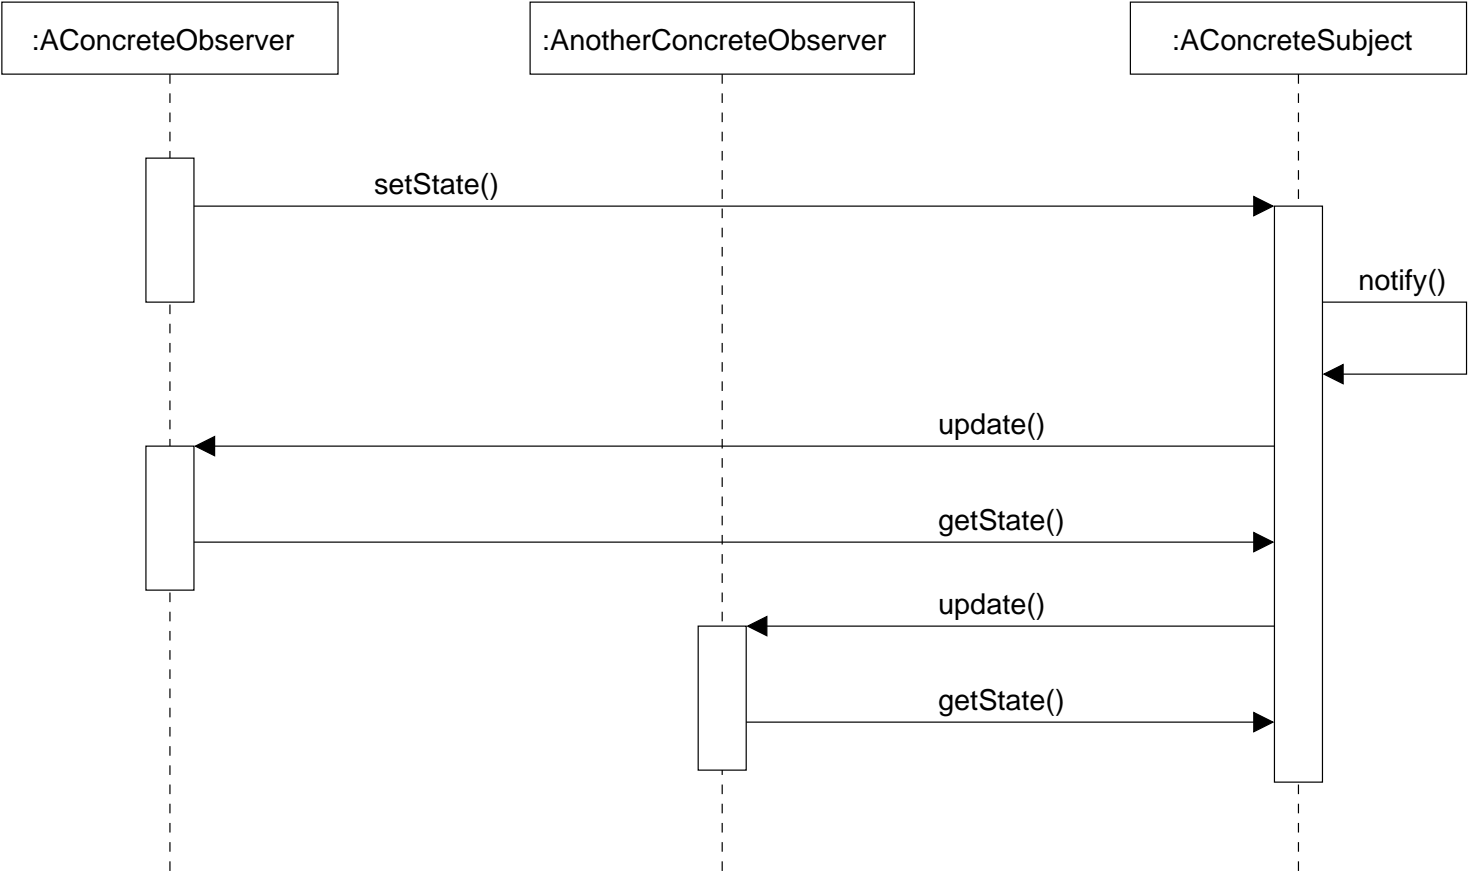 :AConcreteObserver
:AnotherConcreteObserver
:AConcreteSubject
setState()
notify()
update()
getState()
update()
getState()